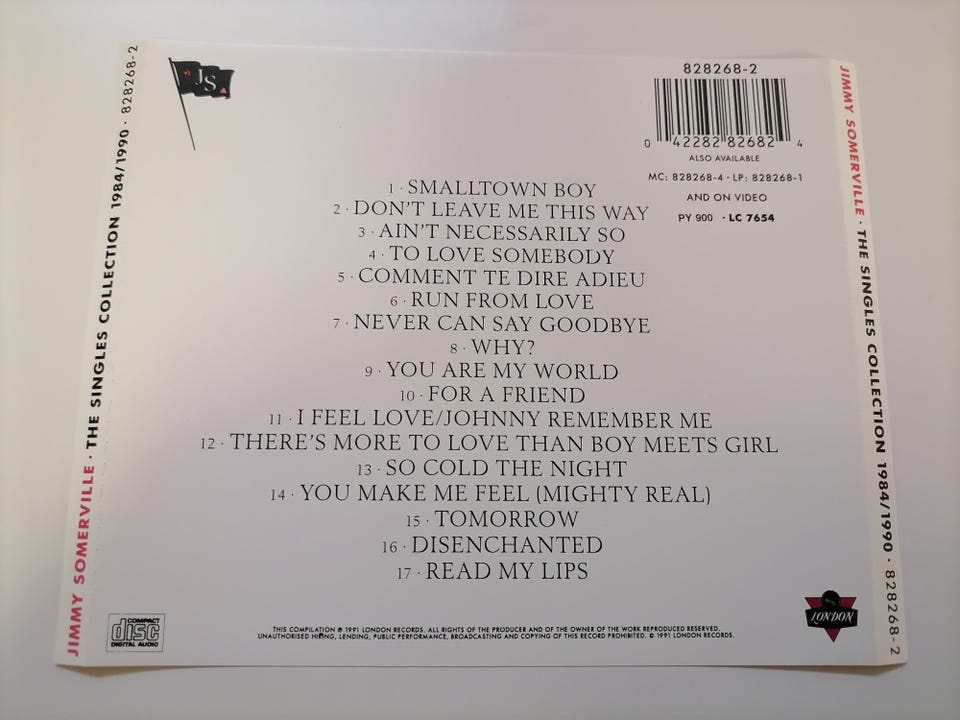 JS
828268-2
0 42282 82682 4
ALSO AVAILABLE
MC: 828268-4 · LP: 828268-1
AND ON VIDEO
PY 900 · LC 7654
1 · SMALLTOWN BOY
2 · DON'T LEAVE ME THIS WAY
3 · AIN'T NECESSARILY SO
4 · TO LOVE SOMEBODY
5 · COMMENT TE DIRE ADIEU
6 · RUN FROM LOVE
7 · NEVER CAN SAY GOODBYE
8 · WHY?
9 · YOU ARE MY WORLD
10 · FOR A FRIEND
11 · I FEEL LOVE/JOHNNY REMEMBER ME
12 · THERE'S MORE TO LOVE THAN BOY MEETS GIRL
13 · SO COLD THE NIGHT
14 · YOU MAKE ME FEEL (MIGHTY REAL)
15 · TOMORROW
16 · DISENCHANTED
17 · READ MY LIPS
COMPACT
disc
DIGITAL AUDIO
THIS COMPILATION ℗ 1991 LONDON RECORDS. ALL RIGHTS OF THE PRODUCER AND OF THE OWNER OF THE WORK REPRODUCED RESERVED.
UNAUTHORISED HIRING, LENDING, PUBLIC PERFORMANCE, BROADCASTING AND COPYING OF THIS RECORD PROHIBITED. © 1991 LONDON RECORDS.
LONDON
JIMMY SOMERVILLE · THE SINGLES COLLECTION 1984/1990 · 828268-2
JIMMY SOMERVILLE · THE SINGLES COLLECTION 1984/1990 · 828268-2